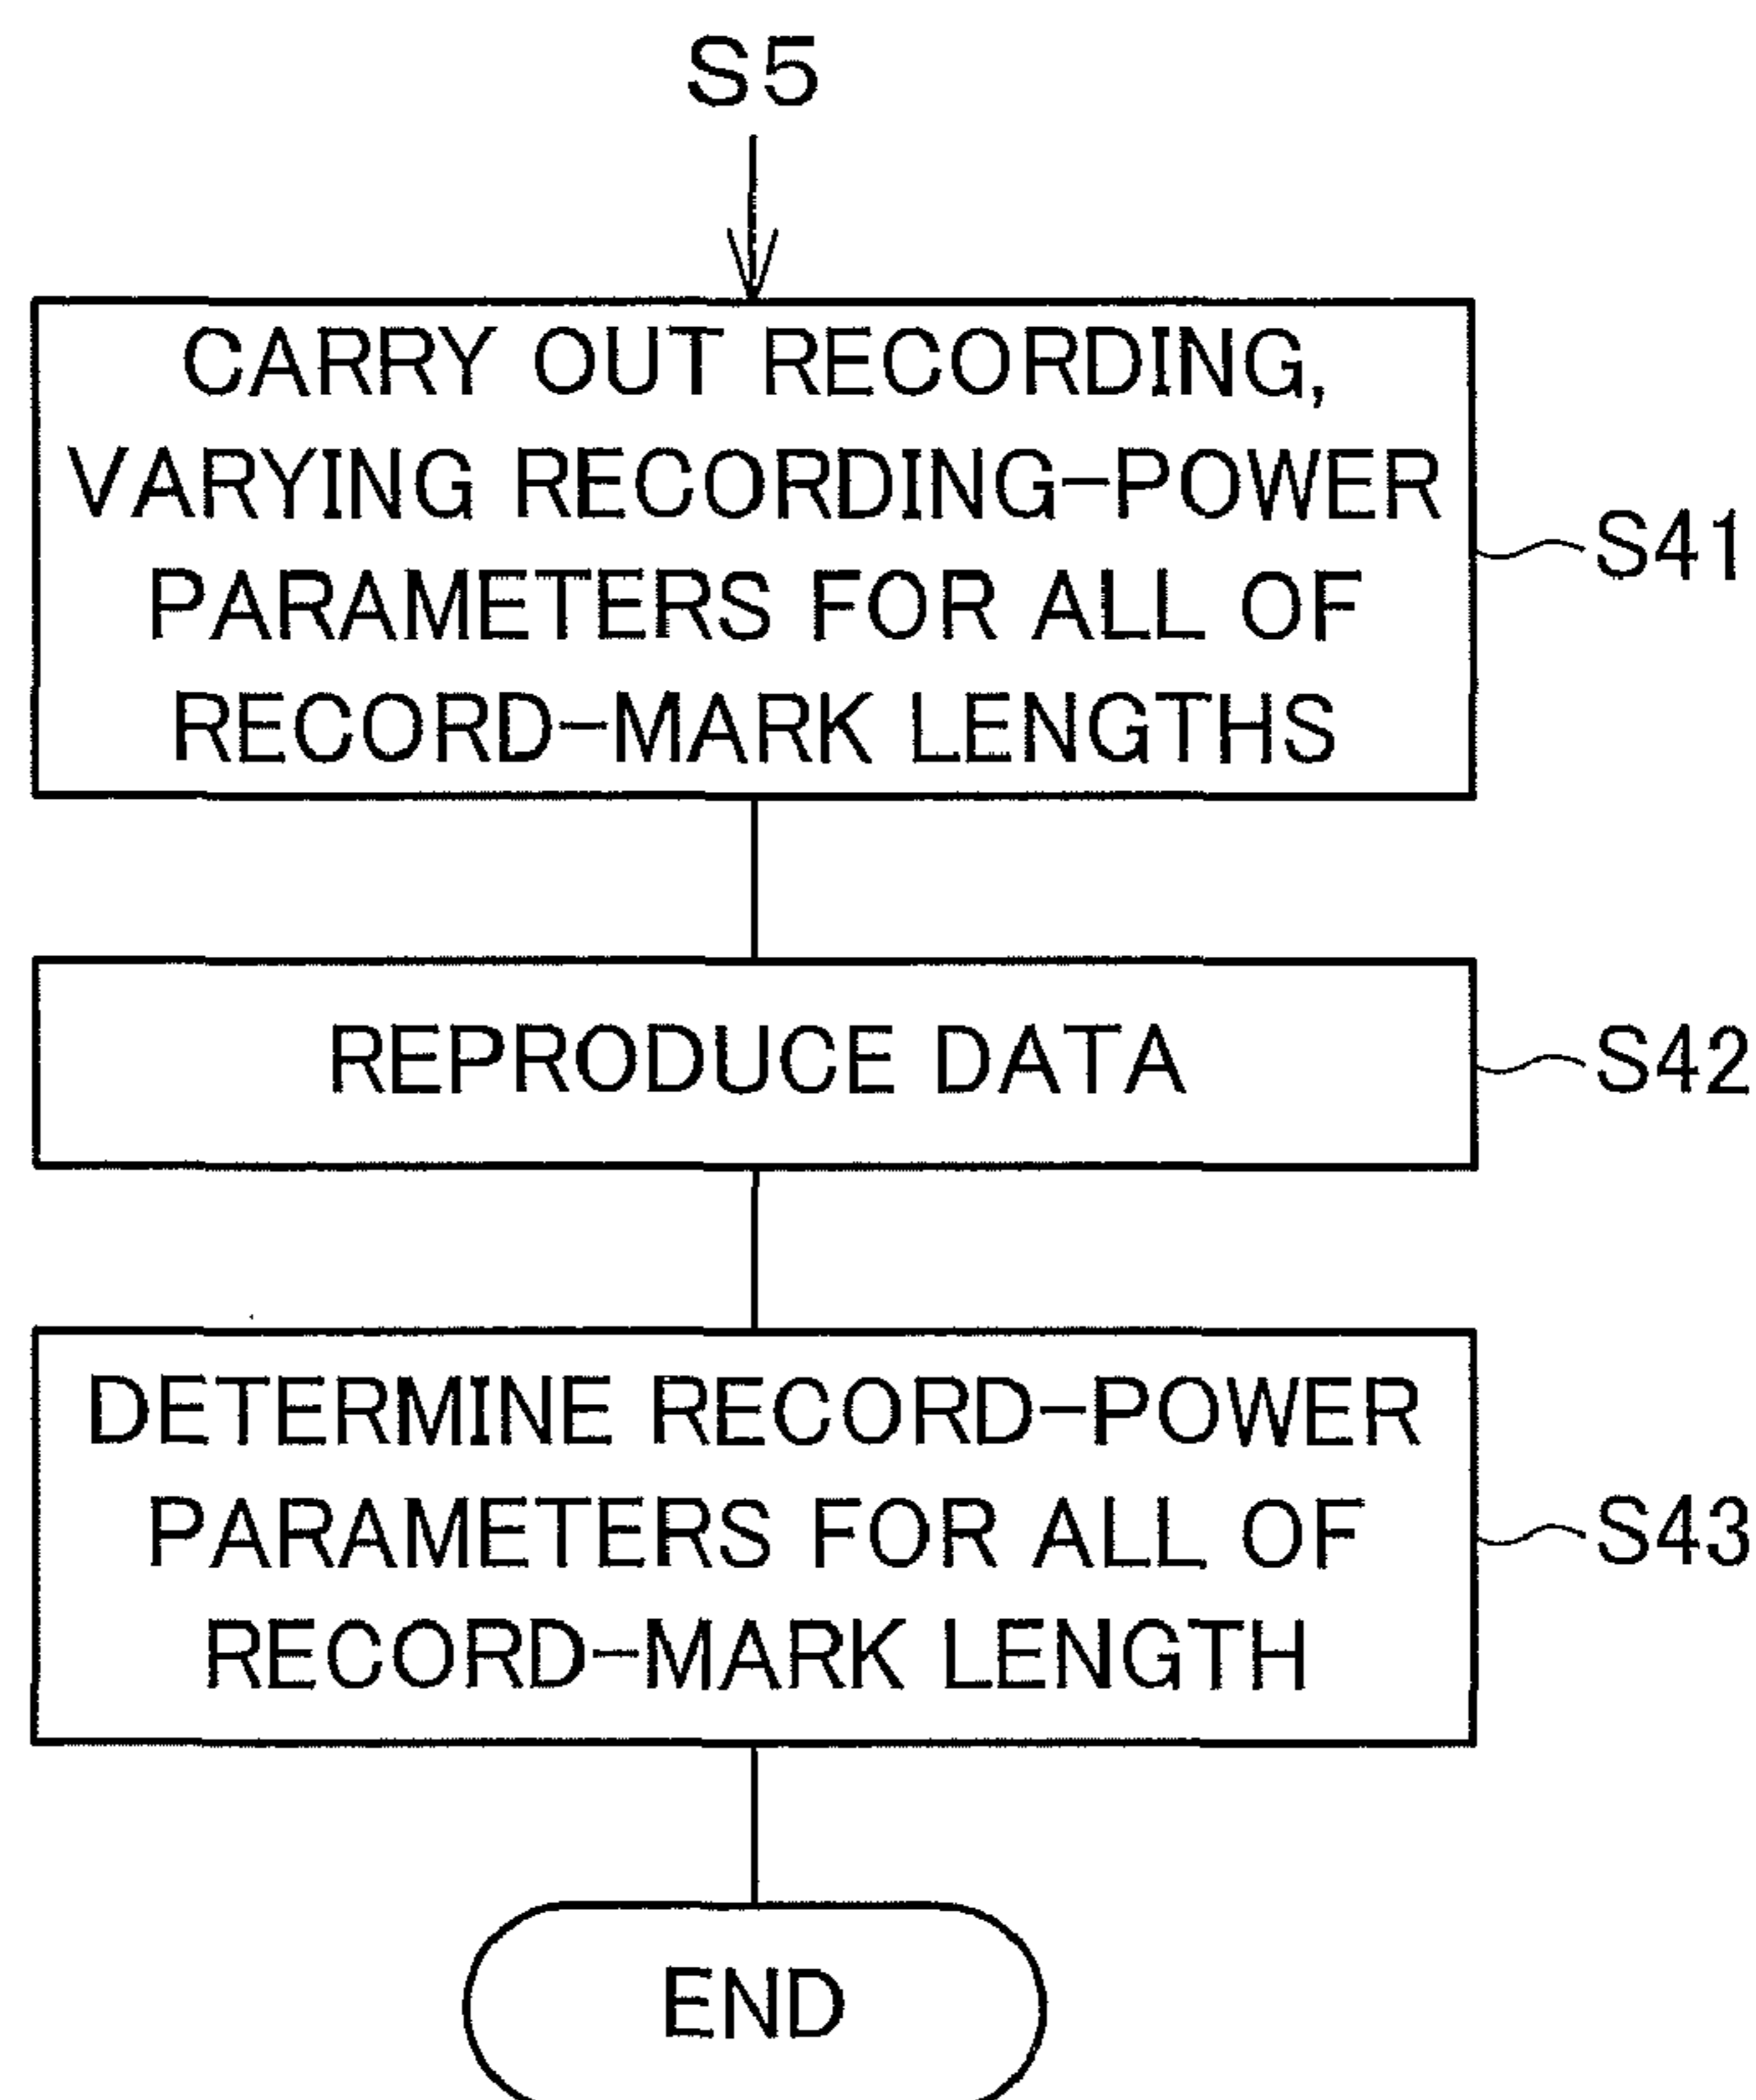 S5
CARRY OUT RECORDING,
VARYING RECORDING-POWER
PARAMETERS FOR ALL OF
RECORD-MARK LENGTHS
S41
REPRODUCE DATA
S42
DETERMINE RECORD-POWER
PARAMETERS FOR ALL OF
RECORD-MARK LENGTH
S43
END